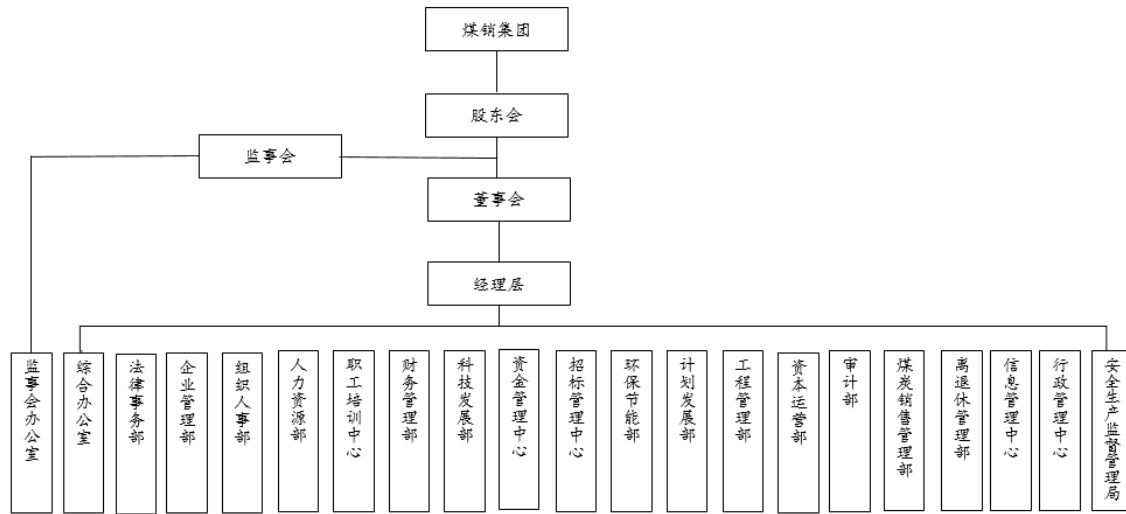 煤销集团
股东会
监事会
董事会
经理层
监事会办公室
综合办公室
法律事务部
企业管理部
组织人事部
人力资源部
职工培训中心
财务管理部
科技发展部
资金管理中心
招标管理中心
环保节能部
计划发展部
工程管理部
资本运营部
审计部
煤炭销售管理部
离退休管理部
信息管理中心
行政管理中心
安全生产监督管理局